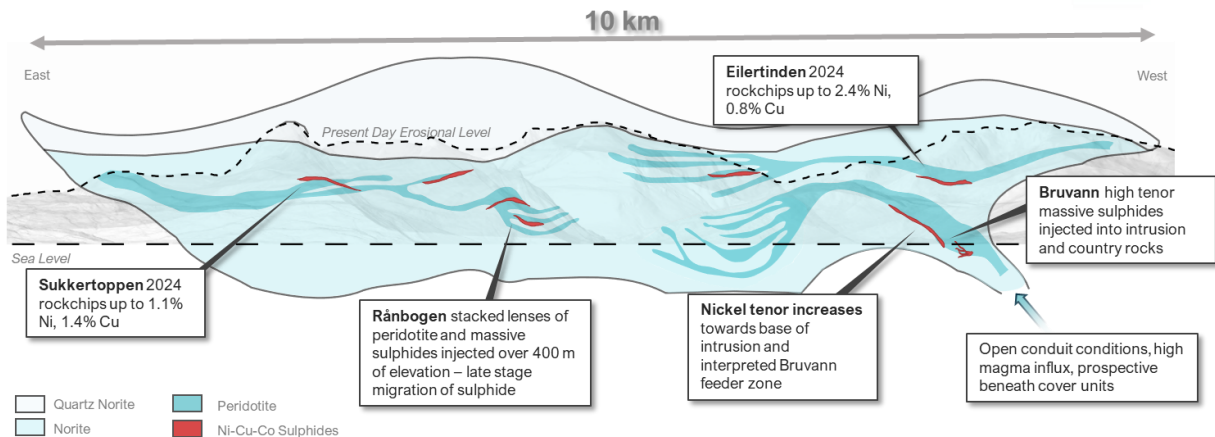 10 km
East
West
Eilertinden 2024
rockchips up to 2.4% Ni,
0.8% Cu
Present Day Erosional Level
Bruvann high tenor
massive sulphides
injected into intrusion
and country rocks
Sea Level
Sukkertoppen 2024
rockchips up to 1.1%
Ni, 1.4% Cu
Rånbogen stacked lenses of
peridotite and massive
sulphides injected over 400 m
of elevation – late stage
migration of sulphide
Nickel tenor increases
towards base of
intrusion and
interpreted Bruvann
feeder zone
Open conduit conditions, high
magma influx, prospective
beneath cover units
Quartz Norite
Norite
Peridotite
Ni-Cu-Co Sulphides